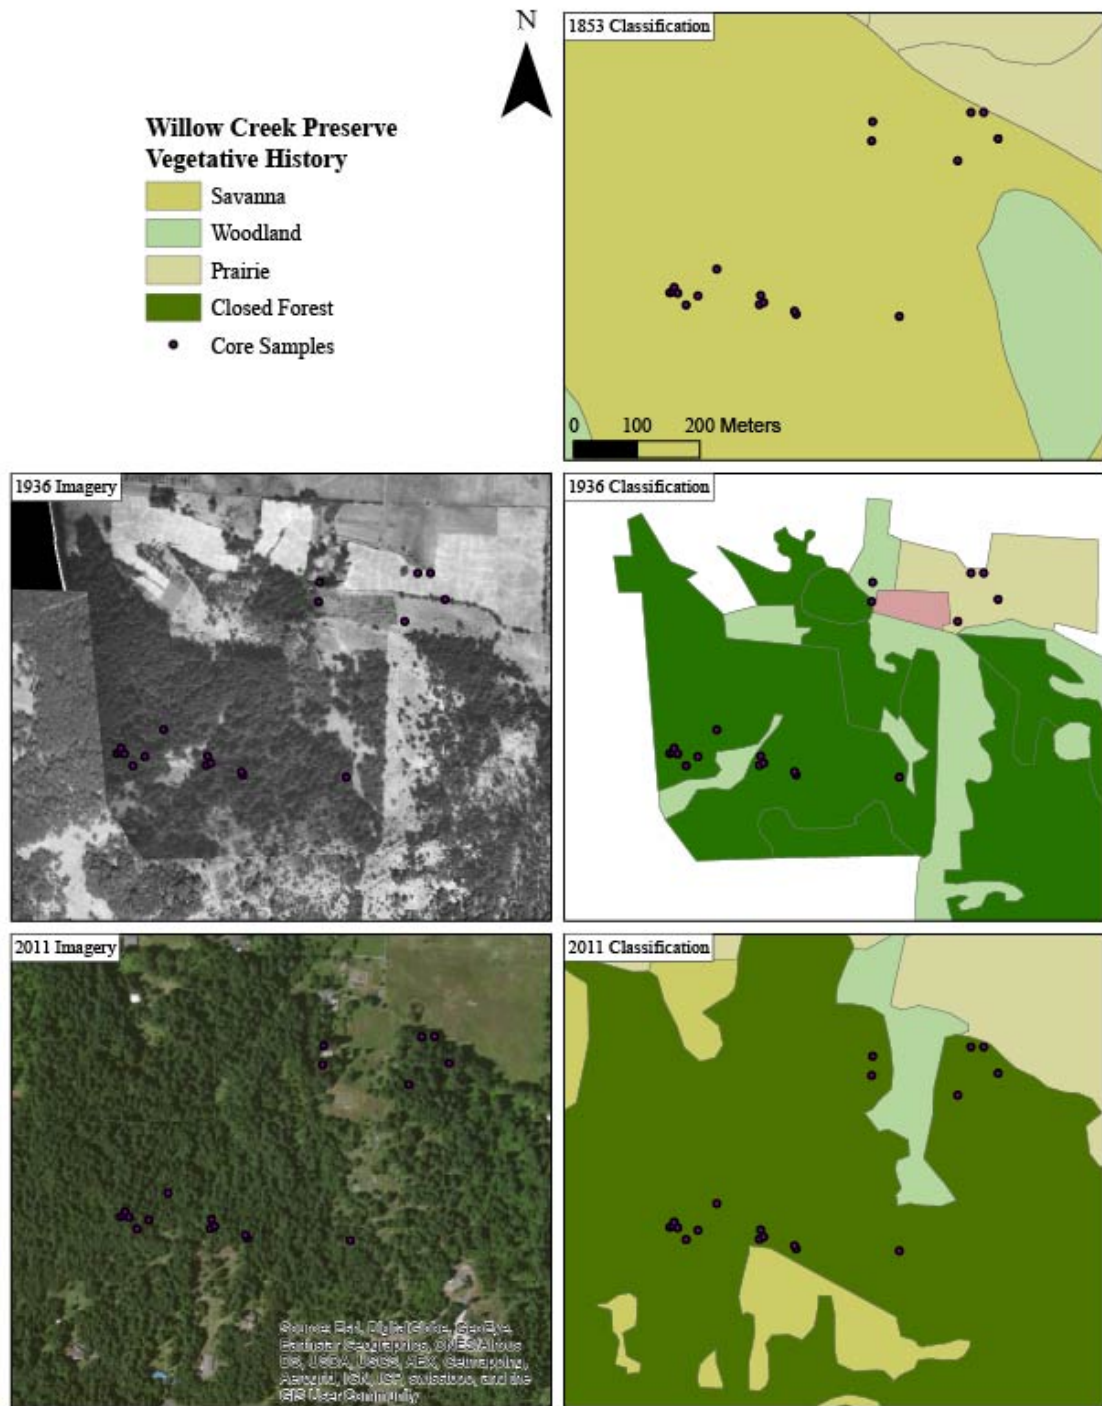 N
1853 Classification
Willow Creek Preserve
Vegetative History
Savanna
Woodland
Prairie
Closed Forest
Core Samples
0 100 200 Meters
1936 Imagery
1936 Classification
2011 Imagery
2011 Classification
Source: Esri, DigitalGlobe, GeoEye,
Earthstar Geographics, CNES/Airbus
DS, USDA, USGS, AEX, Getmapping,
Aerogrid, IGN, IGP, swisstopo, and the
GIS User Community